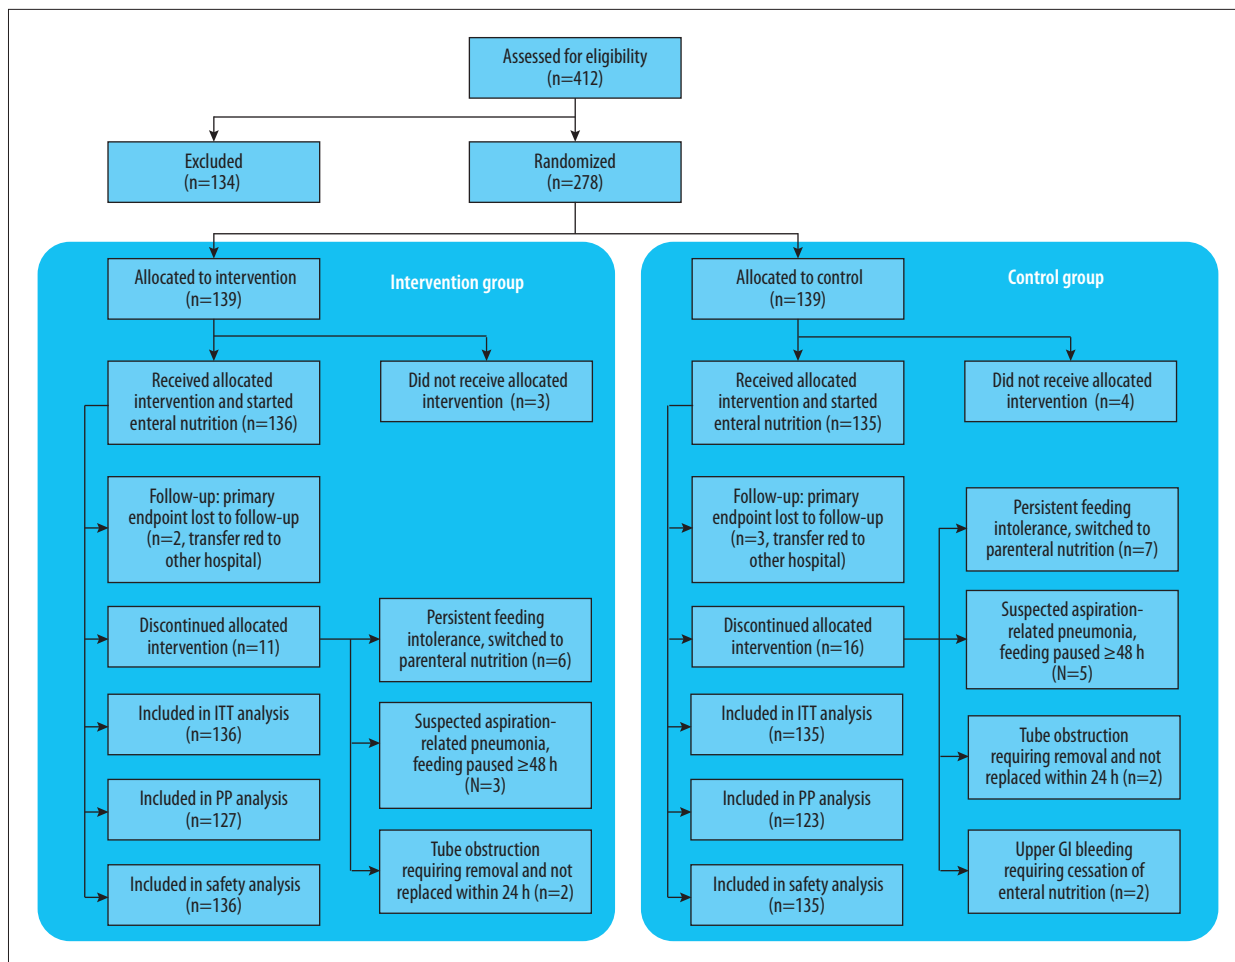 Assessed for eligibility
(n=412)
Excluded
(n=134)
Randomized
(n=278)
Intervention group
Allocated to intervention
(n=139)
Received allocated
intervention and started
enteral nutrition (n=136)
Did not receive allocated
intervention (n=3)
Follow-up: primary
endpoint lost to follow-up
(n=2, transfer red to
other hospital)
Discontinued allocated
intervention (n=11)
Persistent feeding
intolerance, switched to
parenteral nutrition (n=6)
Suspected aspiration-
related pneumonia,
feeding paused ≥48 h
(N=3)
Tube obstruction
requiring removal and not
replaced within 24 h (n=2)
Included in ITT analysis
(n=136)
Included in PP analysis
(n=127)
Included in safety analysis
(n=136)
Control group
Allocated to control
(n=139)
Received allocated
intervention and started
enteral nutrition (n=135)
Did not receive allocated
intervention (n=4)
Follow-up: primary
endpoint lost to follow-up
(n=3, transfer red to
other hospital)
Discontinued allocated
intervention (n=16)
Persistent feeding
intolerance, switched to
parenteral nutrition (n=7)
Suspected aspiration-
related pneumonia,
feeding paused ≥48 h
(N=5)
Tube obstruction
requiring removal and not
replaced within 24 h (n=2)
Upper GI bleeding
requiring cessation of
enteral nutrition (n=2)
Included in ITT analysis
(n=135)
Included in PP analysis
(n=123)
Included in safety analysis
(n=135)